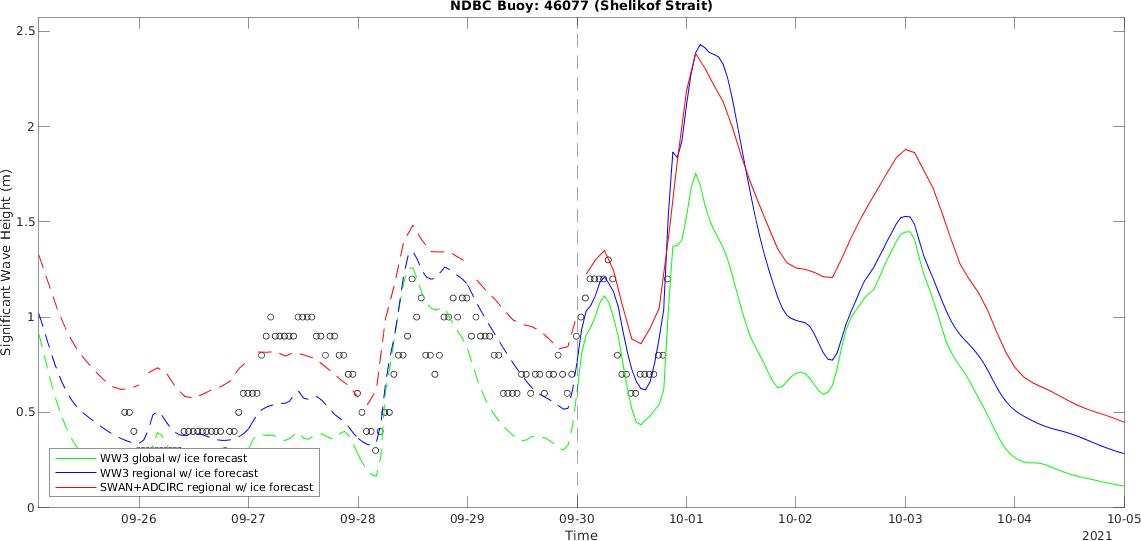 NDBC Buoy: 46077 (Shelikof Strait)
2.5
2
1.5
1
0.5
0
Significant Wave Height (m)
WW3 global w/ ice forecast
WW3 regional w/ ice forecast
SWAN+ADCIRC regional w/ ice forecast
09-26 09-27 09-28 09-29 09-30 10-01 10-02 10-03 10-04 10-05
Time
2021